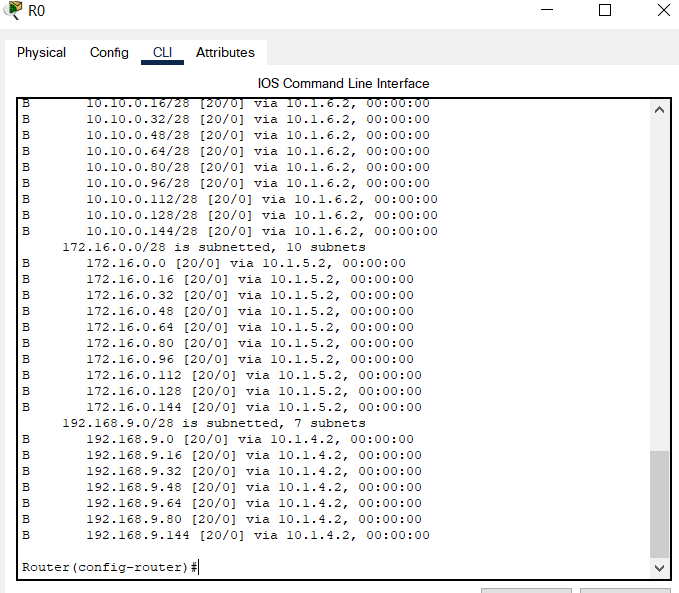 R0
Physical Config CLI Attributes
IOS Command Line Interface
B 10.10.0.16/28 [20/0] via 10.1.6.2, 00:00:00
B 10.10.0.32/28 [20/0] via 10.1.6.2, 00:00:00
B 10.10.0.48/28 [20/0] via 10.1.6.2, 00:00:00
B 10.10.0.64/28 [20/0] via 10.1.6.2, 00:00:00
B 10.10.0.80/28 [20/0] via 10.1.6.2, 00:00:00
B 10.10.0.96/28 [20/0] via 10.1.6.2, 00:00:00
B 10.10.0.112/28 [20/0] via 10.1.6.2, 00:00:00
B 10.10.0.128/28 [20/0] via 10.1.6.2, 00:00:00
B 10.10.0.144/28 [20/0] via 10.1.6.2, 00:00:00
172.16.0.0/28 is subnetted, 10 subnets
B 172.16.0.0 [20/0] via 10.1.5.2, 00:00:00
B 172.16.0.16 [20/0] via 10.1.5.2, 00:00:00
B 172.16.0.32 [20/0] via 10.1.5.2, 00:00:00
B 172.16.0.48 [20/0] via 10.1.5.2, 00:00:00
B 172.16.0.64 [20/0] via 10.1.5.2, 00:00:00
B 172.16.0.80 [20/0] via 10.1.5.2, 00:00:00
B 172.16.0.96 [20/0] via 10.1.5.2, 00:00:00
B 172.16.0.112 [20/0] via 10.1.5.2, 00:00:00
B 172.16.0.128 [20/0] via 10.1.5.2, 00:00:00
B 172.16.0.144 [20/0] via 10.1.5.2, 00:00:00
192.168.9.0/28 is subnetted, 7 subnets
B 192.168.9.0 [20/0] via 10.1.4.2, 00:00:00
B 192.168.9.16 [20/0] via 10.1.4.2, 00:00:00
B 192.168.9.32 [20/0] via 10.1.4.2, 00:00:00
B 192.168.9.48 [20/0] via 10.1.4.2, 00:00:00
B 192.168.9.64 [20/0] via 10.1.4.2, 00:00:00
B 192.168.9.80 [20/0] via 10.1.4.2, 00:00:00
B 192.168.9.144 [20/0] via 10.1.4.2, 00:00:00
Router(config-router)#